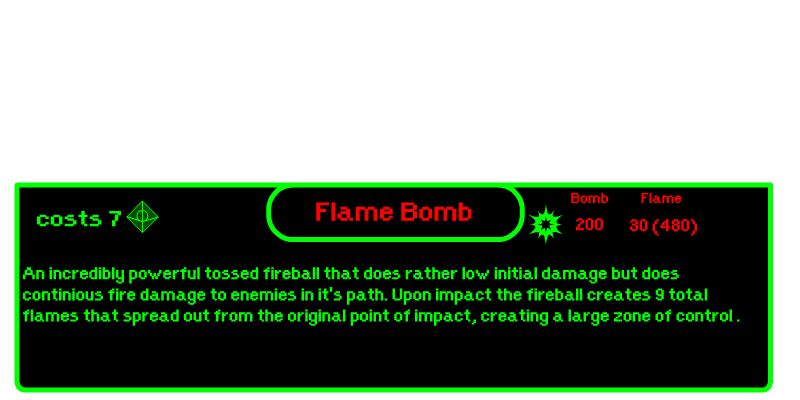 costs 7
Flame Bomb
Bomb Flame
200 30 (480)
An incredibly powerful tossed fireball that does rather low initial damage but does
continious fire damage to enemies in it's path. Upon impact the fireball creates 9 total
flames that spread out from the original point of impact, creating a large zone of control .